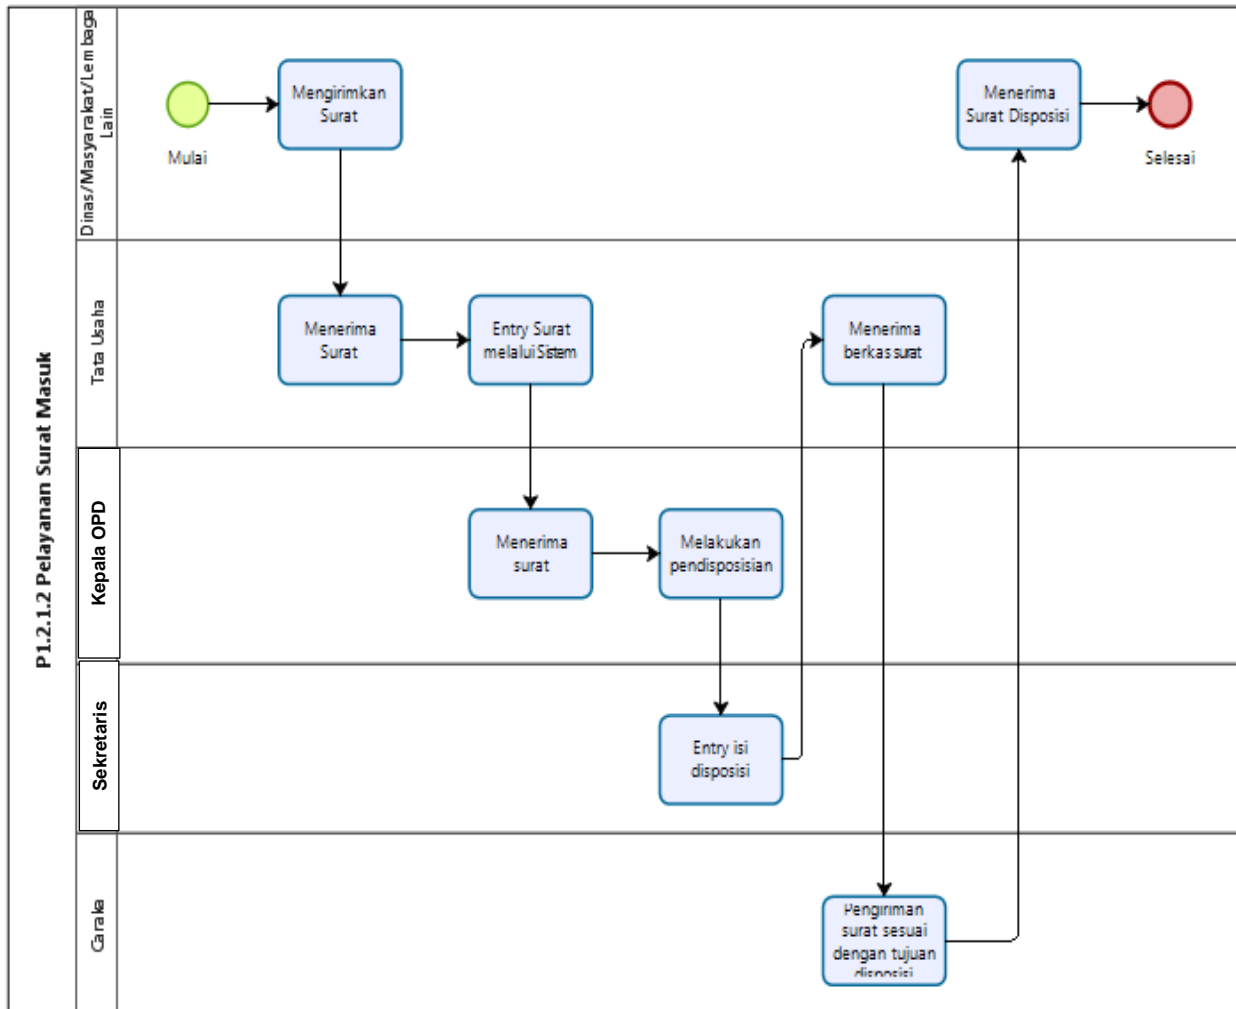 P1.2.1.2 Pelayanan Surat Masuk
Dinas/Masyarakat/Lembaga
Lain
Mulai
Mengirimkan
Surat
Menerima
Surat Disposisi
Selesai
Tata Usaha
Menerima
Surat
Entry Surat
melalui Sistem
Menerima
berkas surat
Kepala OPD
Menerima
surat
Melakukan
pendisposisian
Sekretaris
Entry isi
disposisi
Caraka
Pengiriman
surat sesuai
dengan tujuan
disposisi